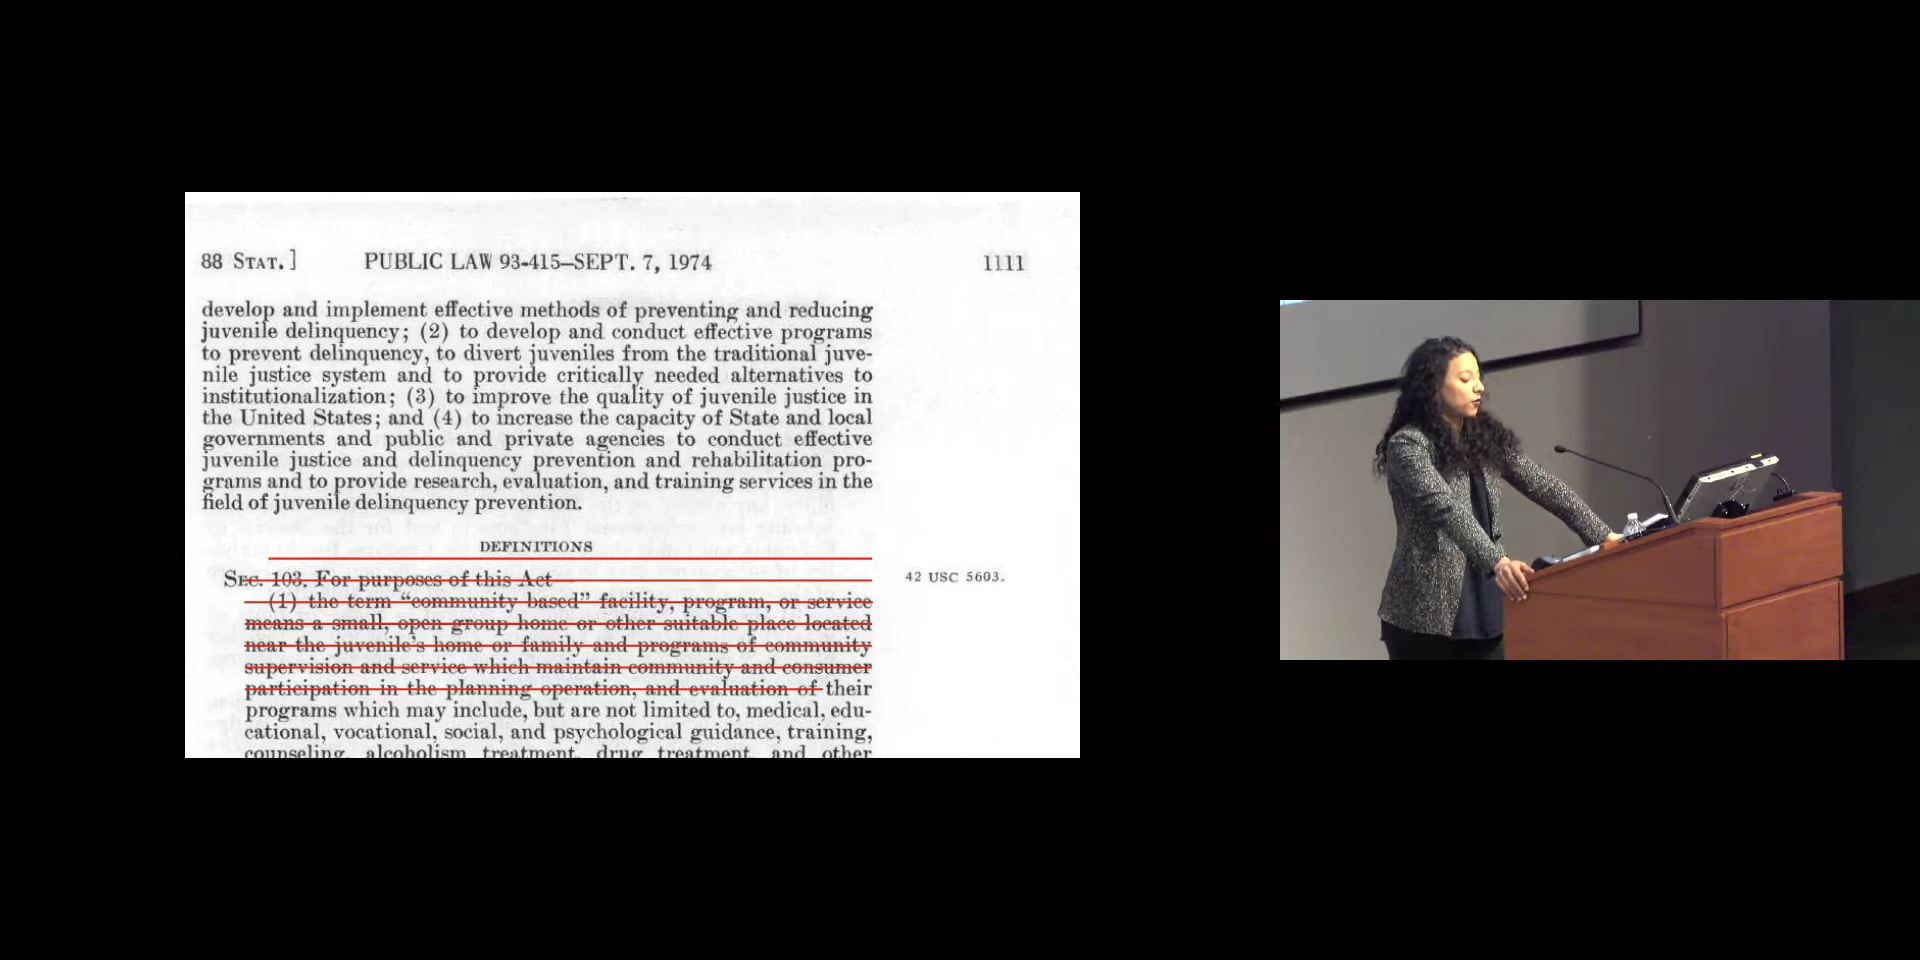 88 STAT.] PUBLIC LAW 93-415–SEPT. 7, 1974 1111
develop and implement effective methods of preventing and reducing
juvenile delinquency; (2) to develop and conduct effective programs
to prevent delinquency, to divert juveniles from the traditional juve-
nile justice system and to provide critically needed alternatives to
institutionalization; (3) to improve the quality of juvenile justice in
the United States; and (4) to increase the capacity of State and local
governments and public and private agencies to conduct effective
juvenile justice and delinquency prevention and rehabilitation pro-
grams and to provide research, evaluation, and training services in the
field of juvenile delinquency prevention.
DEFINITIONS
SEC. 103. For purposes of this Act— 42 USC 5603.
(1) the term “community based” facility, program, or service
means a small, open group home or other suitable place located
near the juvenile's home or family and programs of community
supervision and service which maintain community and consumer
participation in the planning operation, and evaluation of their
programs which may include, but are not limited to, medical, edu-
cational, vocational, social, and psychological guidance, training,
counseling, alcoholism treatment, drug treatment, and other